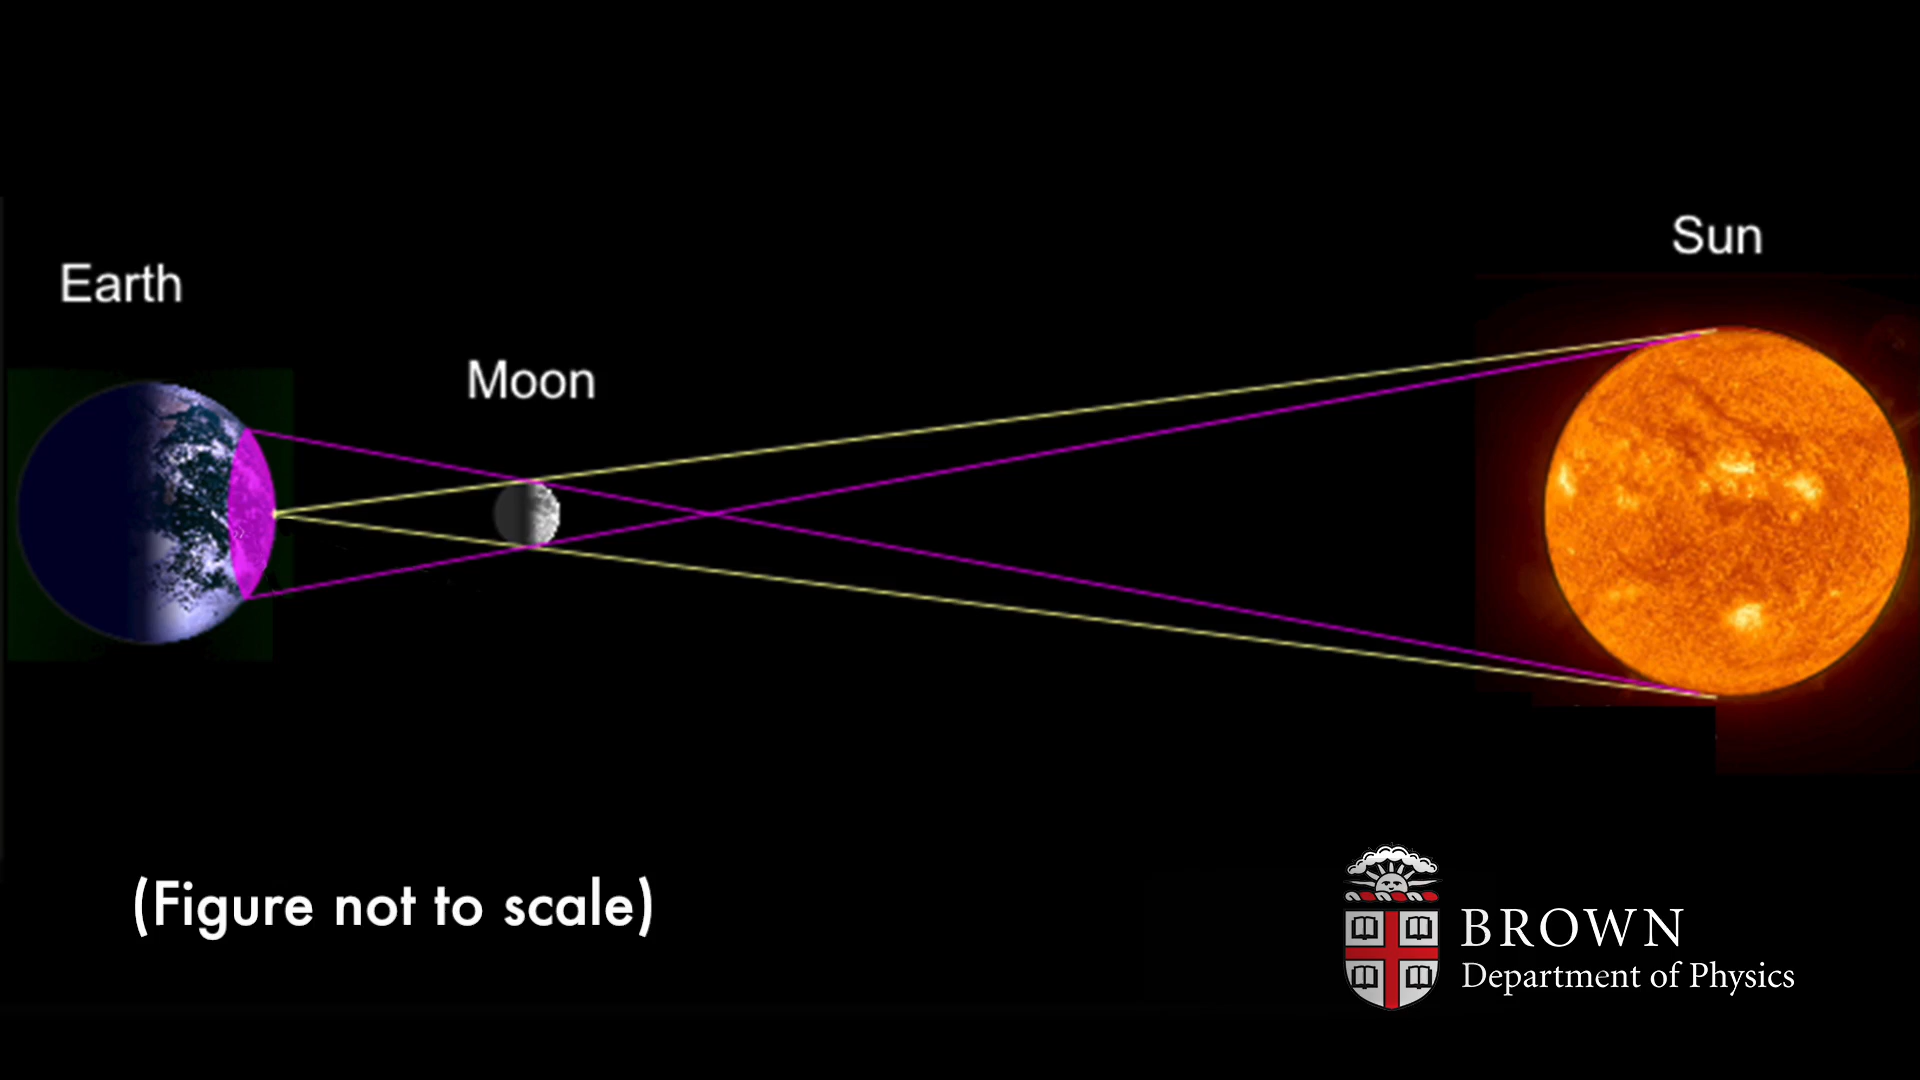 Sun
Earth
Moon
(Figure not to scale)
BROWN
Department of Physics